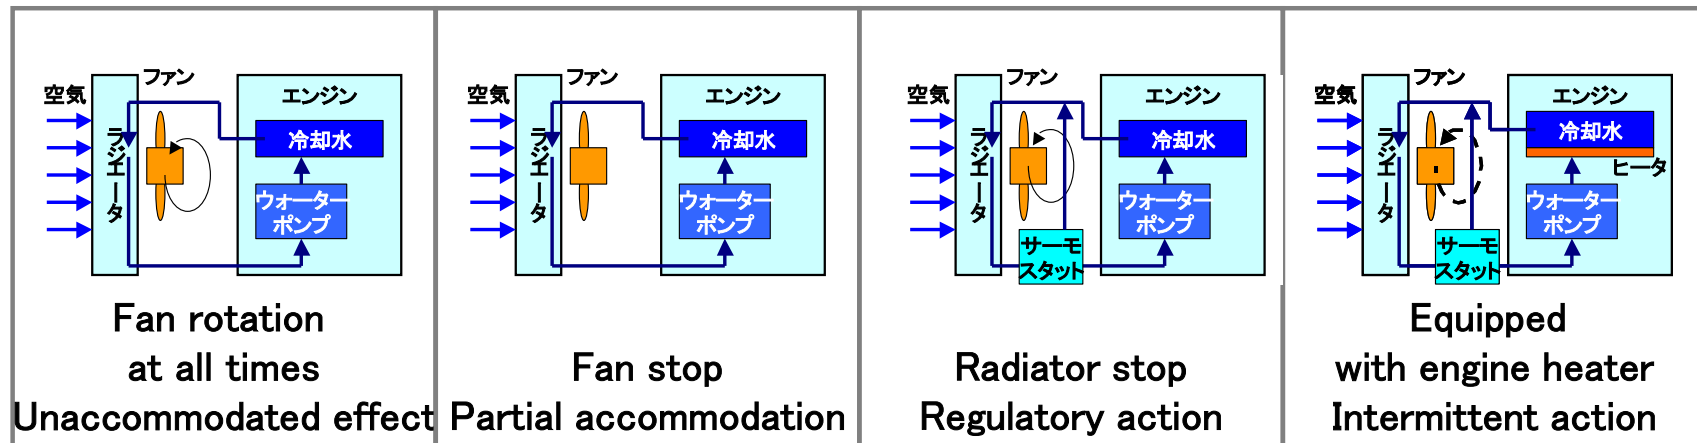 空気
ファン
ラジエータ
エンジン
冷却水
ウォーター
ポンプ
Fan rotation
at all times
Unaccommodated effect
空気
ファン
ラジエータ
エンジン
冷却水
ウォーター
ポンプ
Fan stop
Partial accommodation
空気
ファン
ラジエータ
エンジン
冷却水
ウォーター
ポンプ
サーモ
スタット
Radiator stop
Regulatory action
空気
ファン
ラジエータ
エンジン
冷却水
ヒータ
ウォーター
ポンプ
サーモ
スタット
Equipped
with engine heater
Intermittent action